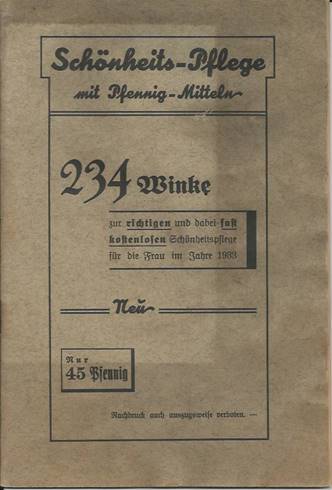 Schönheits-Pflege
mit Pfennig-Mitteln
234 Winke
zur richtigen und dabei fast
kostenlosen Schönheitspflege
für die Frau im Jahre 1933
Neu
Nur
45 Pfennig
Nachdruck auch auszugsweise verboten. —